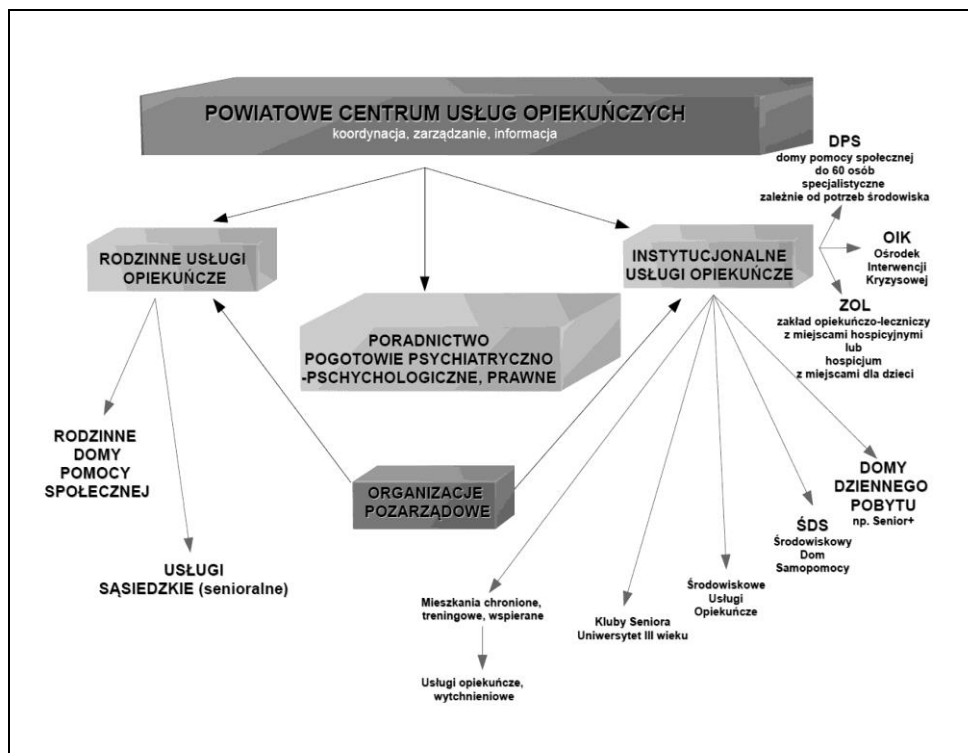 POWIATOWE CENTRUM USŁUG OPIEKUŃCZYCH
koordynacja, zarządzanie, informacja
DPS
domy pomocy społecznej
do 60 osób
specjalistyczne
zależnie od potrzeb środowiska
RODZINNE USŁUGI
OPIEKUŃCZE
INSTYTUCJONALNE
USŁUGI OPIEKUŃCZE
OIK
Ośrodek
Interwencji
Kryzysowej
ZOL
zakład opiekuńczo-leczniczy
z miejscami hospicyjnymi
lub
hospicjum
z miejscami dla dzieci
PORADNICTWO
POGOTOWIE PSYCHIATRYCZNO
-PSCHYCHOLOGICZNE, PRAWNE
RODZINNE
DOMY
POMOCY
SPOŁECZNEJ
ORGANIZACJE
POZARZĄDOWE
DOMY
DZIENNEGO
POBYTU
np. Senior+
ŚDS
Środowiskowy
Dom
Samopomocy
USŁUGI
SĄSIEDZKIE (senioralne)
Środowiskowe
Usługi
Opiekuńcze
Mieszkania chronione,
treningowe, wspierane
Kluby Seniora
Uniwersytet III wieku
Usługi opiekuńcze,
wytchnieniowe